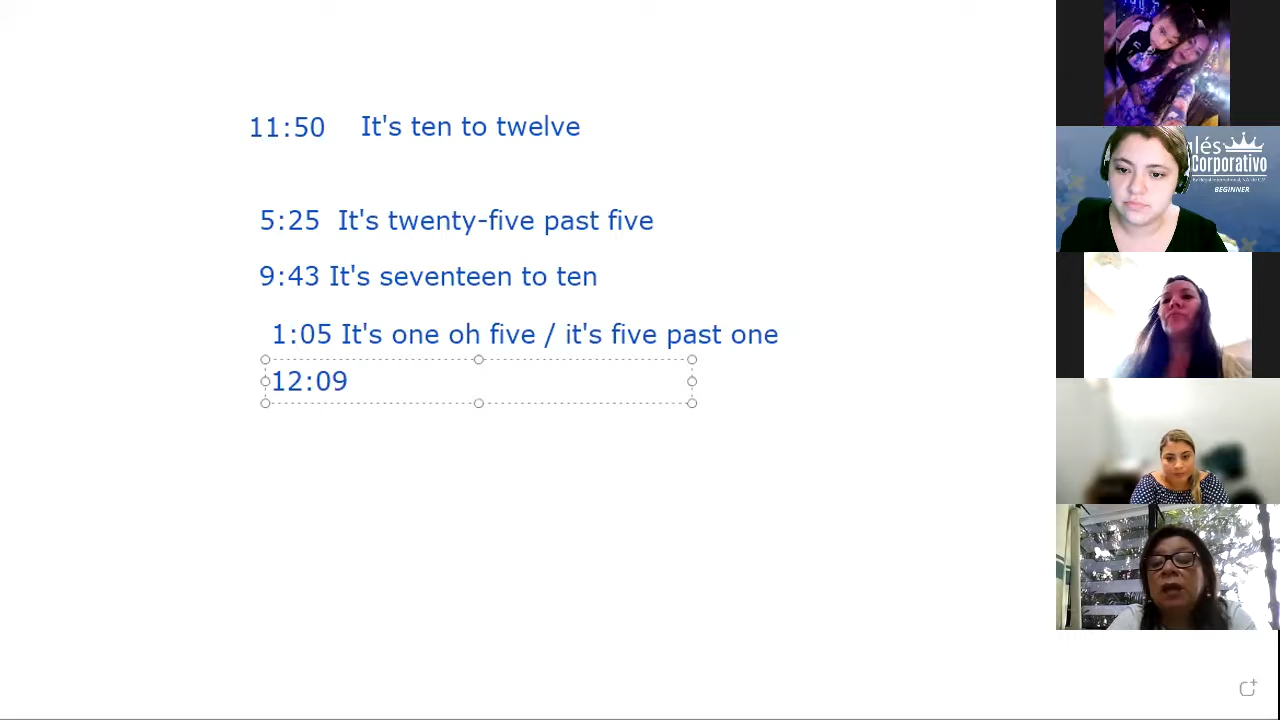 11:50 It's ten to twelve
5:25 It's twenty-five past five
9:43 It's seventeen to ten
1:05 It's one oh five / it's five past one
12:09
lés
Corporativo
BEGINNER